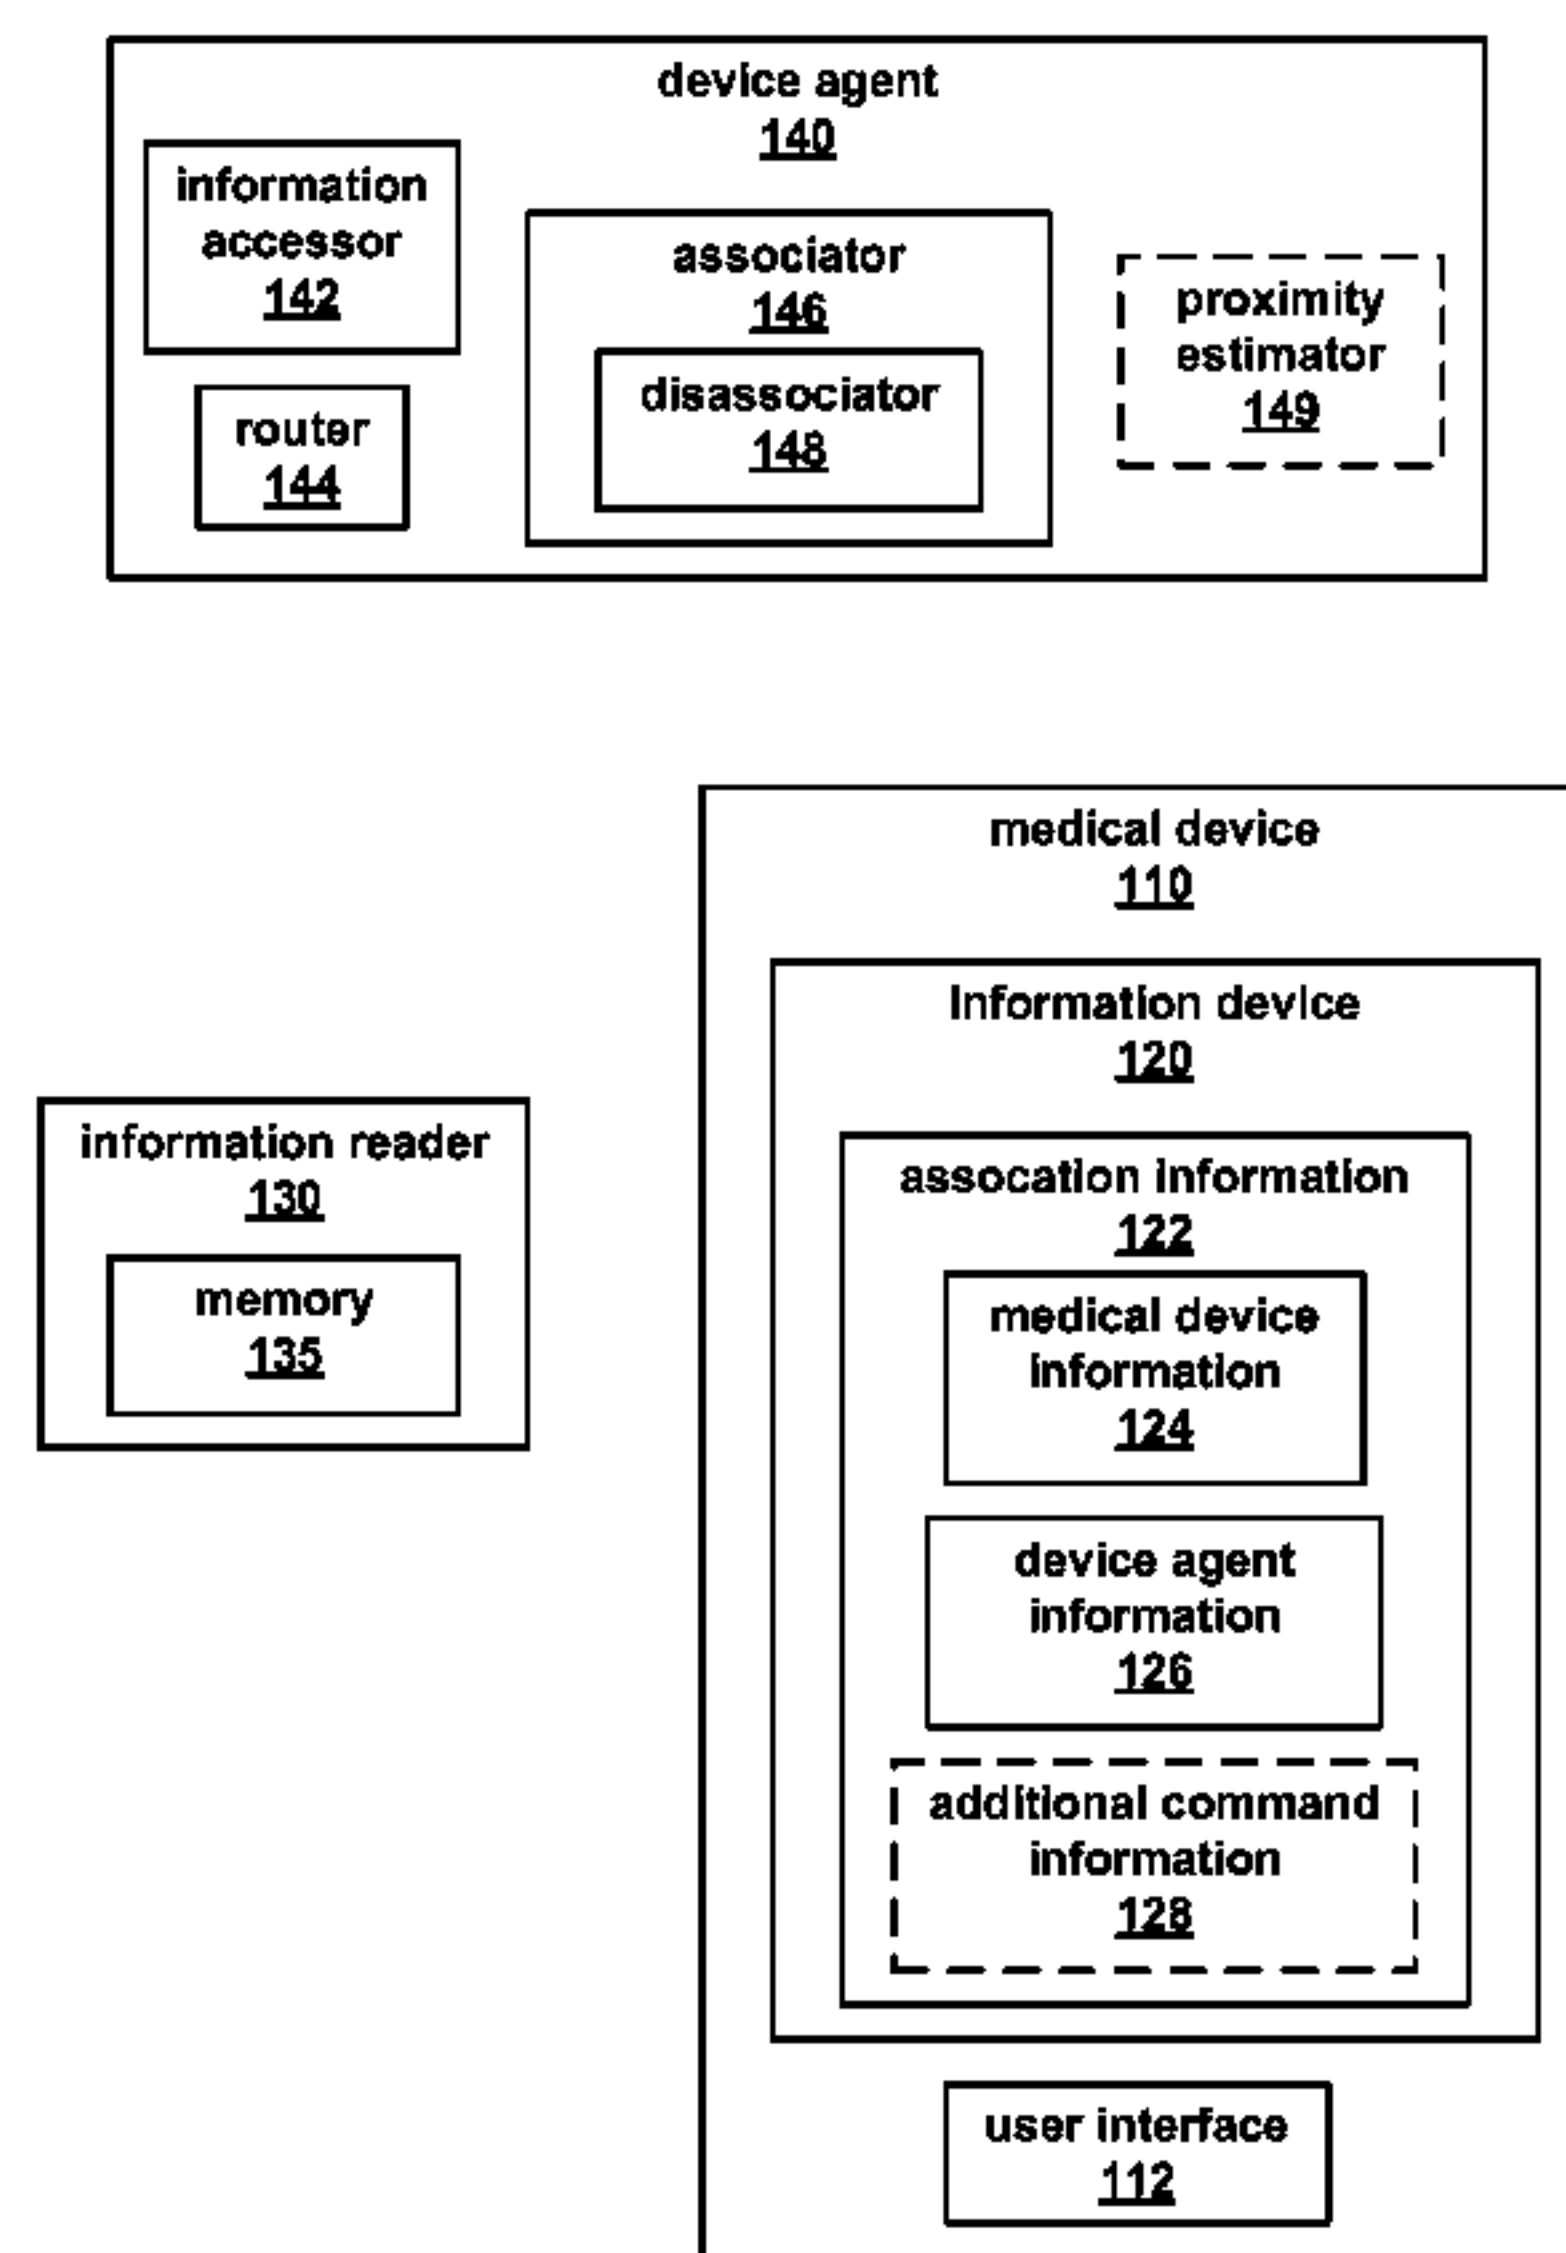 device agent
140
information
accessor
142
router
144
associator
146
disassociator
148
proximity
estimator
149
medical device
110
Information device
120
assocation information
122
medical device
information
124
device agent
information
126
additional command
information
128
user interface
112
information reader
130
memory
135